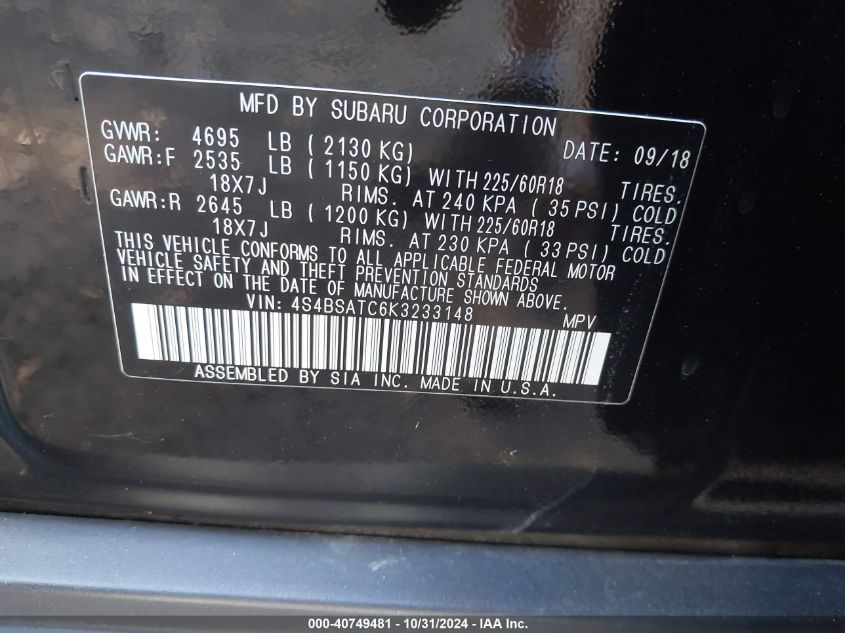 MFD BY SUBARU CORPORATION
GVWR: 4695 LB ( 2130 KG) DATE: 09/18
GAWR:F 2535 LB ( 1150 KG) WITH 225/60R18 TIRES.
18X7J RIMS. AT 240 KPA ( 35 PSI) COLD
GAWR:R 2645 LB ( 1200 KG) WITH 225/60R18 TIRES.
18X7J RIMS. AT 230 KPA ( 33 PSI) COLD
THIS VEHICLE CONFORMS TO ALL APPLICABLE FEDERAL MOTOR
VEHICLE SAFETY AND THEFT PREVENTION STANDARDS
IN EFFECT ON THE DATE OF MANUFACTURE SHOWN ABOVE.
VIN: 4S4BSATC6K3233148 MPV
ASSEMBLED BY SIA INC. MADE IN U.S.A.
000-40749481 - 10/31/2024 - IAA Inc.